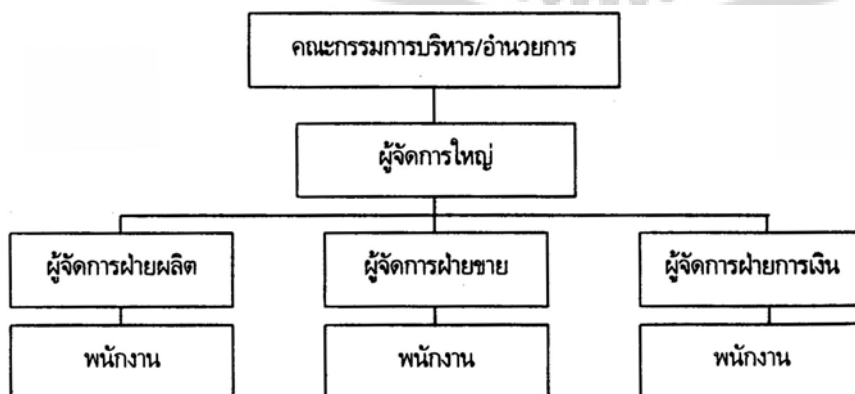 คณะกรรมการบริหาร/อำนวยการ
ผู้จัดการใหญ่
ผู้จัดการฝ่ายผลิต
ผู้จัดการฝ่ายขาย
ผู้จัดการฝ่ายการเงิน
พนักงาน
พนักงาน
พนักงาน